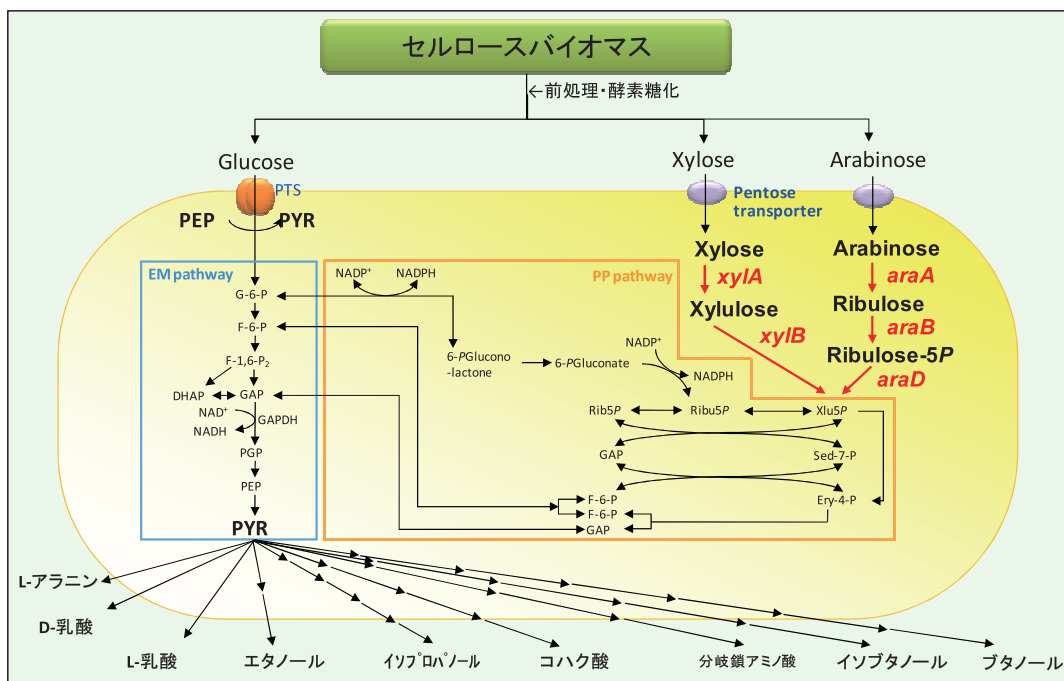 セルロースバイオマス
←前処理・酵素糖化
Glucose
Xylose
Arabinose
PTS
PEP
PYR
Pentose
transporter
Xylose
xylA
Xylulose
xylB
Arabinose
araA
Ribulose
araB
Ribulose-5P
araD
EM pathway
G-6-P
F-6-P
F-1,6-P₂
DHAP
GAP
NAD⁺
GAPDH
NADH
PGP
PEP
PYR
PP pathway
NADP⁺
NADPH
6-PGlucono
-lactone
6-PGluconate
NADP⁺
NADPH
Rib5P
Ribu5P
Xlu5P
GAP
Sed-7-P
F-6-P
Ery-4-P
F-6-P
GAP
L-アラニン
D-乳酸
L-乳酸
エタノール
ｲｿﾌﾟﾛﾊﾟﾉｰﾙ
コハク酸
分岐鎖アミノ酸
イソブタノール
ブタノール